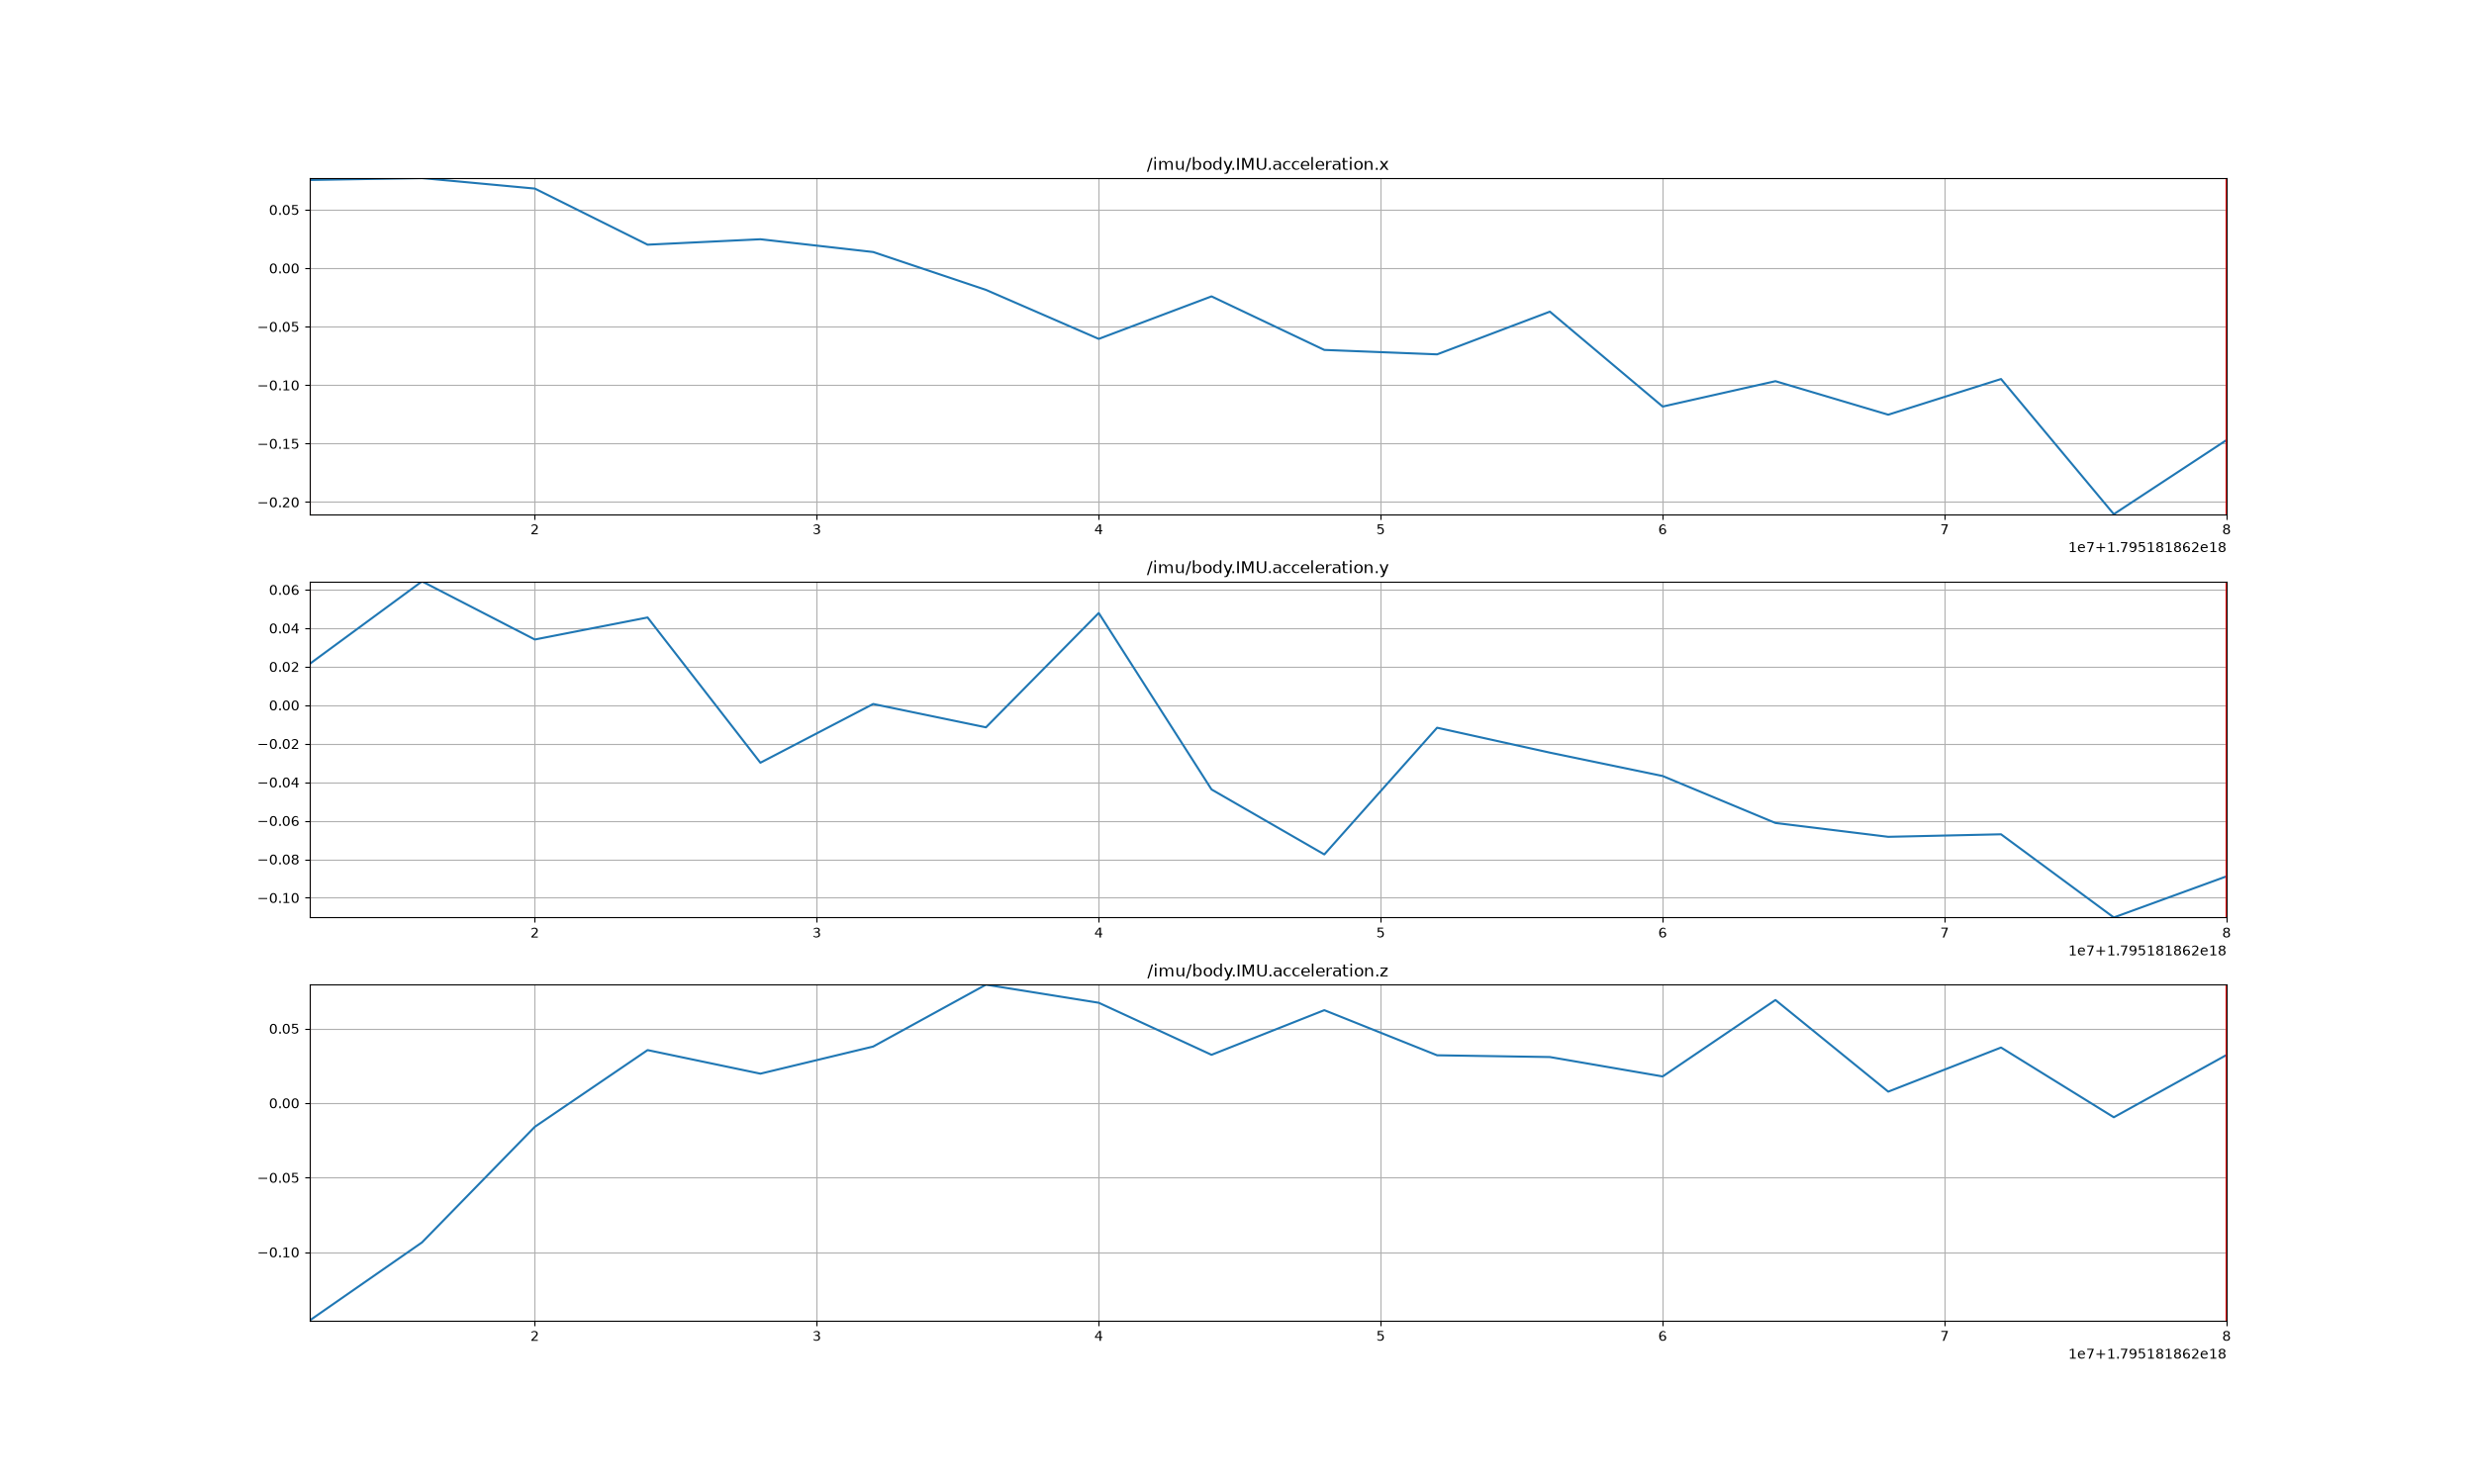 /imu/body.IMU.acceleration.x
0.05
0.00
−0.05
−0.10
−0.15
−0.20
2 3 4 5 6 7 8
1e7+1.795181862e18
/imu/body.IMU.acceleration.y
0.06
0.04
0.02
0.00
−0.02
−0.04
−0.06
−0.08
−0.10
2 3 4 5 6 7 8
1e7+1.795181862e18
/imu/body.IMU.acceleration.z
0.05
0.00
−0.05
−0.10
2 3 4 5 6 7 8
1e7+1.795181862e18